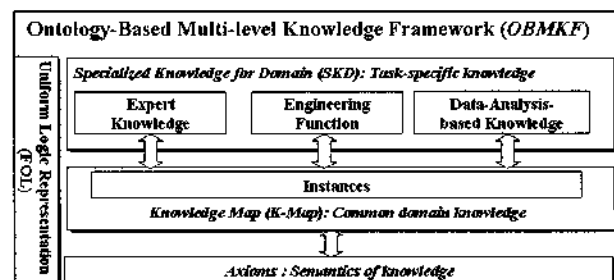 Ontology-Based Multi-level Knowledge Framework (OBMKF)
Uniform Logic Representation
(FOL)
Specialized Knowledge for Domain (SKD): Task-specific knowledge
Expert
Knowledge
Engineering
Function
Data-Analysis-
based Knowledge
Instances
Knowledge Map (K-Map): Common domain knowledge
Axioms : Semantics of knowledge